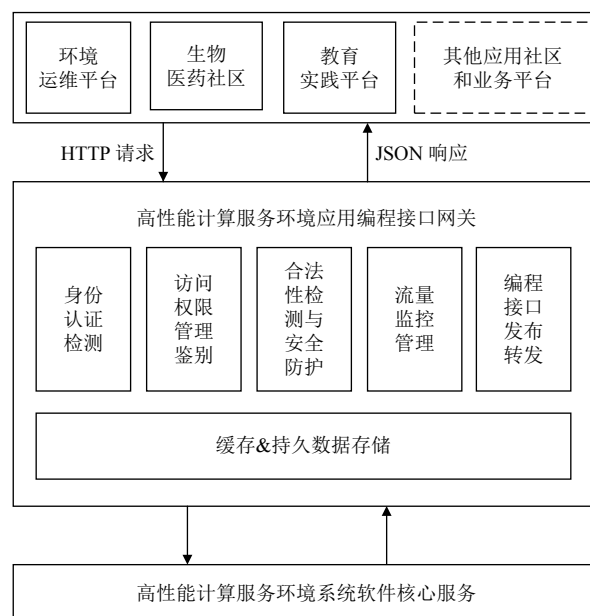 环境
运维平台
生物
医药社区
教育
实践平台
其他应用社区
和业务平台
HTTP 请求
JSON 响应
高性能计算服务环境应用编程接口网关
身份
认证
检测
访问
权限
管理
鉴别
合法
性检
测与
安全
防护
流量
监控
管理
编程
接口
发布
转发
缓存&持久数据存储
高性能计算服务环境系统软件核心服务